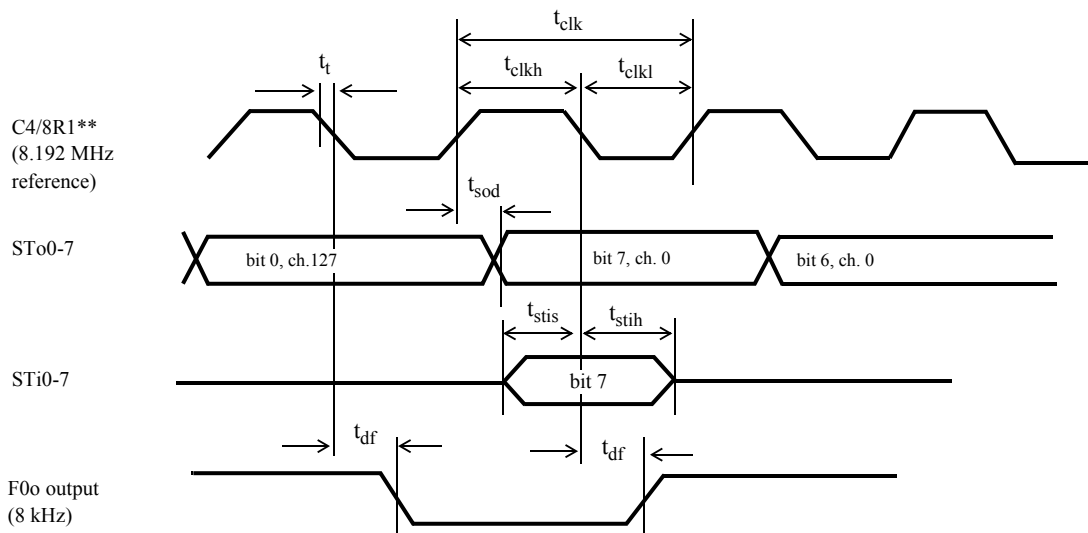 t_clk
t_t
t_clkh
t_clkl
C4/8R1**
(8.192 MHz
reference)
t_sod
STo0-7
bit 0, ch.127
bit 7, ch. 0
bit 6, ch. 0
t_stis
t_stih
STi0-7
bit 7
t_df
t_df
F0o output
(8 kHz)